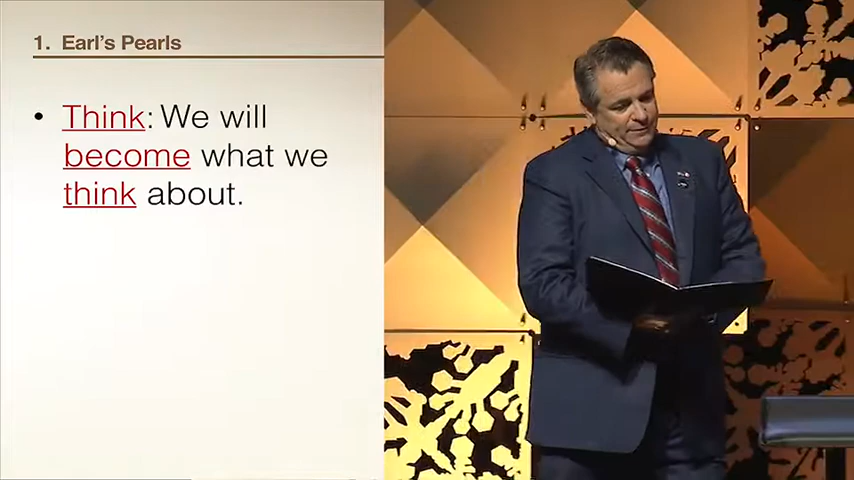 1. Earl's Pearls
• Think: We will
become what we
think about.